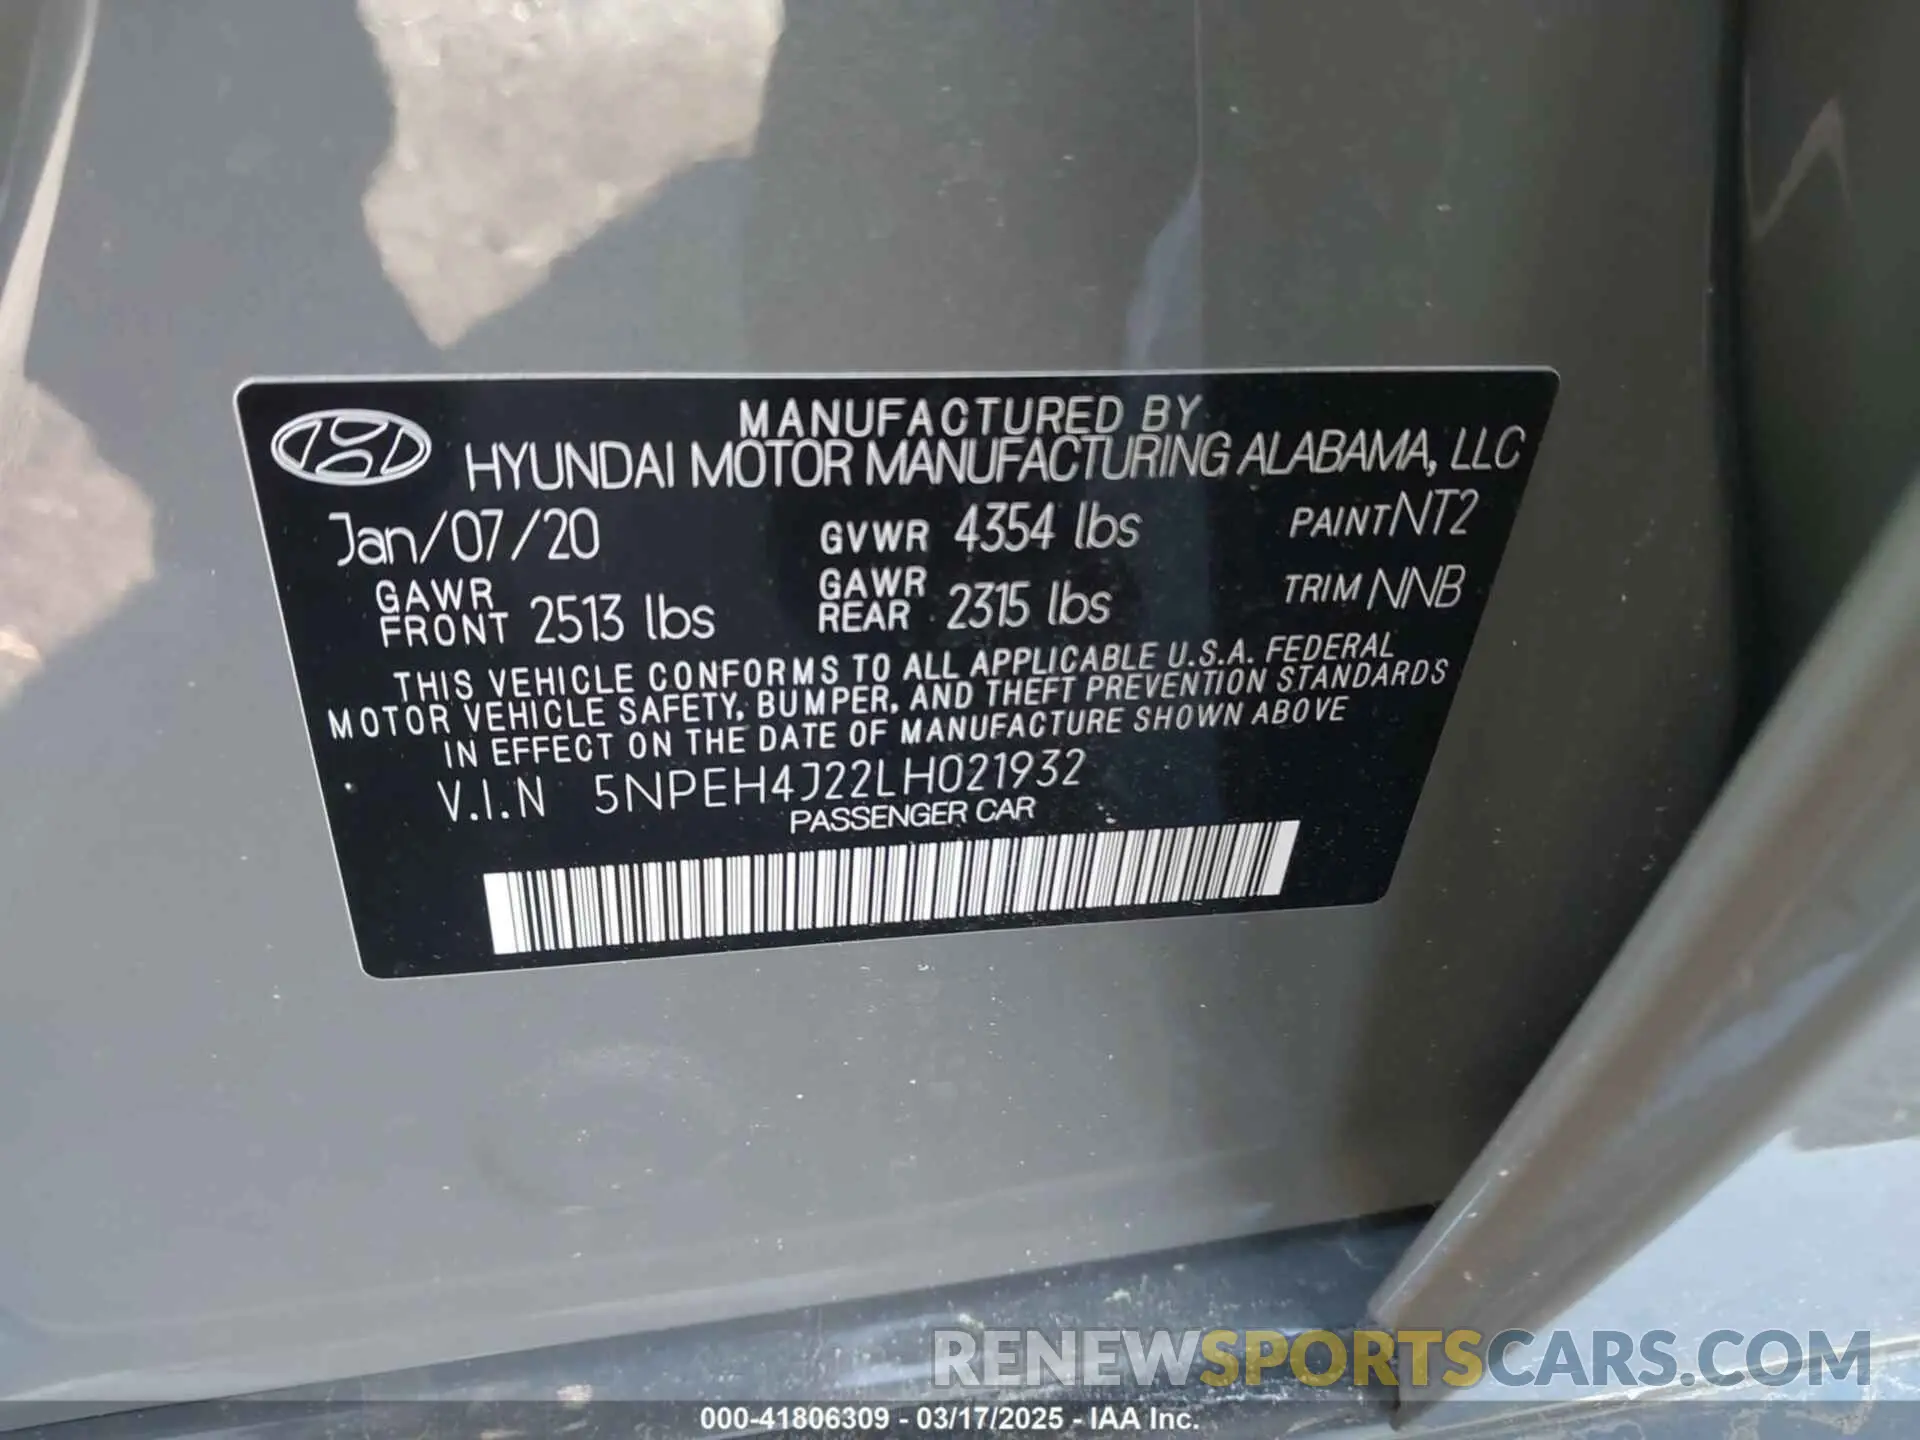 MANUFACTURED BY
HYUNDAI MOTOR MANUFACTURING ALABAMA, LLC
Jan/07/20 GVWR 4354 lbs PAINT NT2
GAWR FRONT 2513 lbs GAWR REAR 2315 lbs TRIM NNB
THIS VEHICLE CONFORMS TO ALL APPLICABLE U.S.A. FEDERAL
MOTOR VEHICLE SAFETY, BUMPER, AND THEFT PREVENTION STANDARDS
IN EFFECT ON THE DATE OF MANUFACTURE SHOWN ABOVE
V.I.N 5NPEH4J22LH021932
PASSENGER CAR
RENEWSPORTSCARS.COM
000-41806309 - 03/17/2025 - IAA Inc.